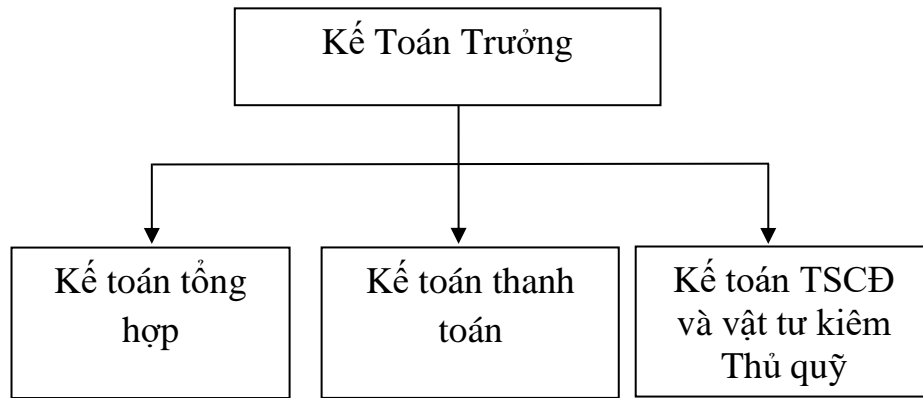 Kế Toán Trưởng
Kế toán tổng
hợp
Kế toán thanh
toán
Kế toán TSCĐ
và vật tư kiêm
Thủ quỹ